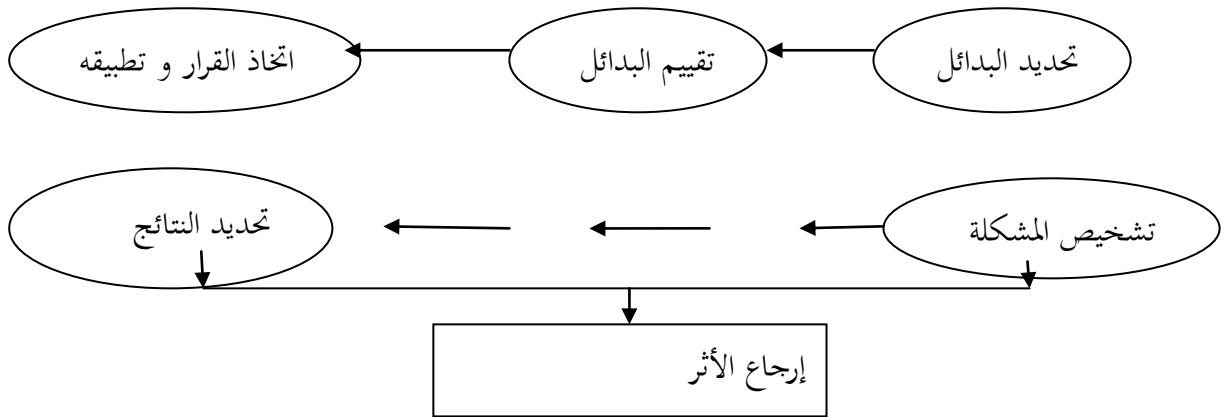 تحديد البدائل
تقييم البدائل
اتخاذ القرار و تطبيقه
تشخيص المشكلة
تحديد النتائج
إرجاع الأثر